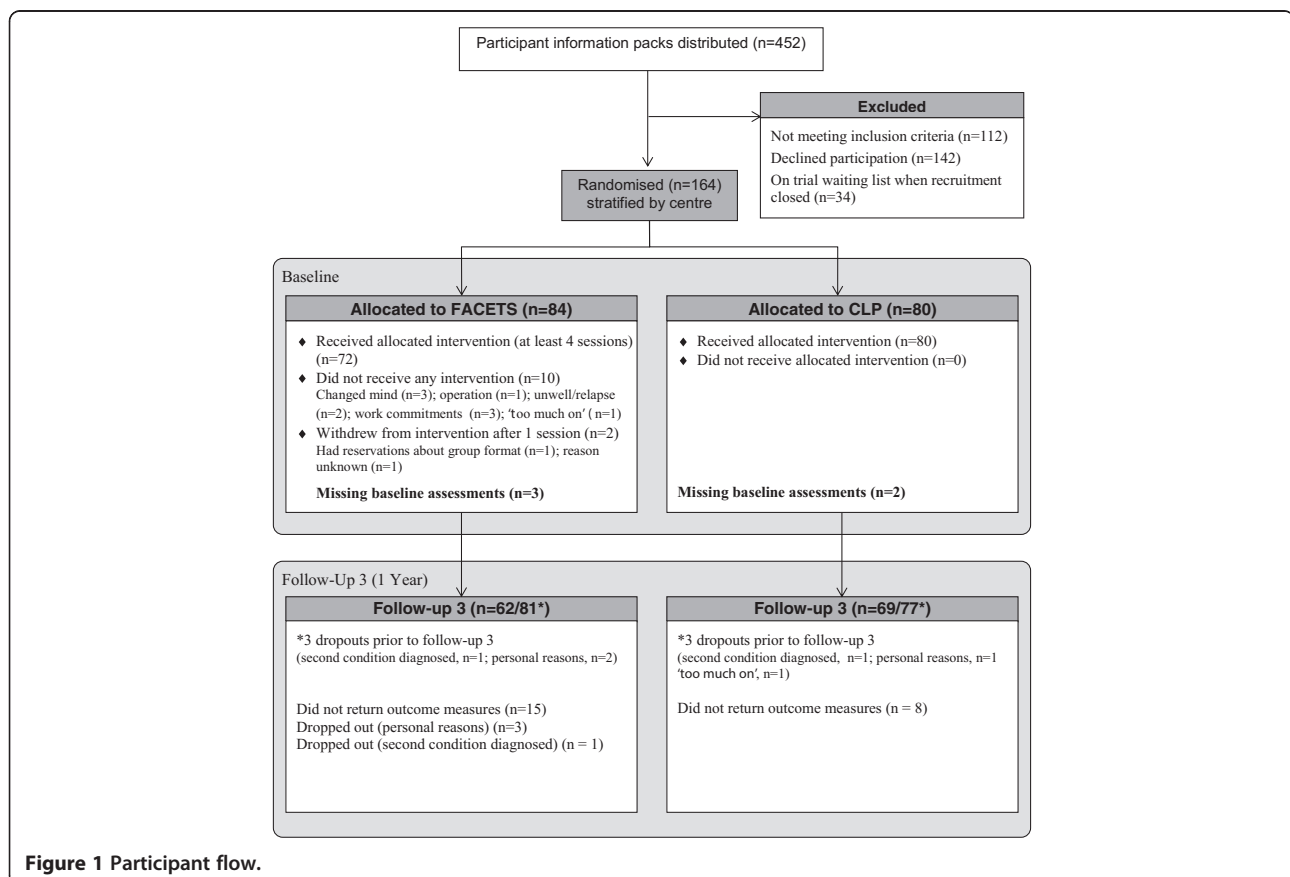 Participant information packs distributed (n=452)
Excluded
Not meeting inclusion criteria (n=112)
Declined participation (n=142)
On trial waiting list when recruitment
closed (n=34)
Randomised (n=164)
stratified by centre
Baseline
Allocated to FACETS (n=84)
♦ Received allocated intervention (at least 4 sessions)
(n=72)
♦ Did not receive any intervention (n=10)
Changed mind (n=3); operation (n=1); unwell/relapse
(n=2); work commitments (n=3); 'too much on' (n=1)
♦ Withdrew from intervention after 1 session (n=2)
Had reservations about group format (n=1); reason
unknown (n=1)
Missing baseline assessments (n=3)
Allocated to CLP (n=80)
♦ Received allocated intervention (n=80)
♦ Did not receive allocated intervention (n=0)
Missing baseline assessments (n=2)
Follow-Up 3 (1 Year)
Follow-up 3 (n=62/81*)
*3 dropouts prior to follow-up 3
(second condition diagnosed, n=1; personal reasons, n=2)
Did not return outcome measures (n=15)
Dropped out (personal reasons) (n=3)
Dropped out (second condition diagnosed) (n = 1)
Follow-up 3 (n=69/77*)
*3 dropouts prior to follow-up 3
(second condition diagnosed, n=1; personal reasons, n=1
'too much on', n=1)
Did not return outcome measures (n = 8)
Figure 1 Participant flow.